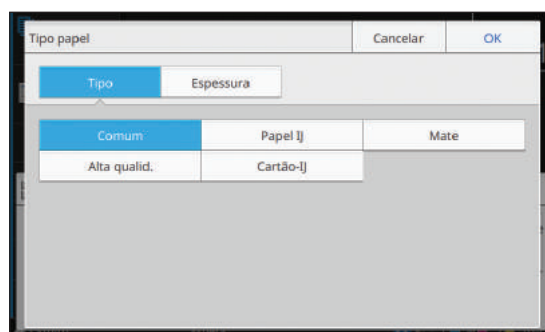 Tipo papel Cancelar OK
Tipo Espessura
Comum Papel IJ Mate
Alta qualid. Cartão-IJ